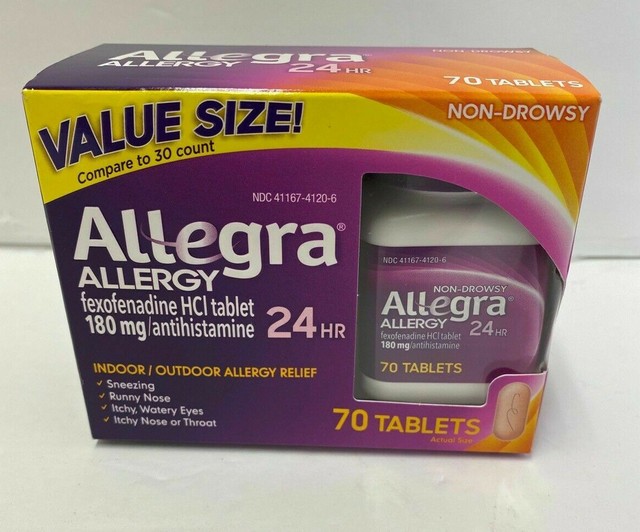 Allegra
ALLERGY 24 HR
NON-DROWSY
70 TABLETS
VALUE SIZE!
Compare to 30 count
NON-DROWSY
NDC 41167-4120-6
Allegra®
ALLERGY
fexofenadine HCl tablet
180 mg/antihistamine
24 HR
INDOOR / OUTDOOR ALLERGY RELIEF
✓ Sneezing
✓ Runny Nose
✓ Itchy, Watery Eyes
✓ Itchy Nose or Throat
NDC 41167-4120-6
NON-DROWSY
Allegra®
ALLERGY
fexofenadine HCl tablet
180 mg/antihistamine
24 HR
70 TABLETS
70 TABLETS
Actual Size